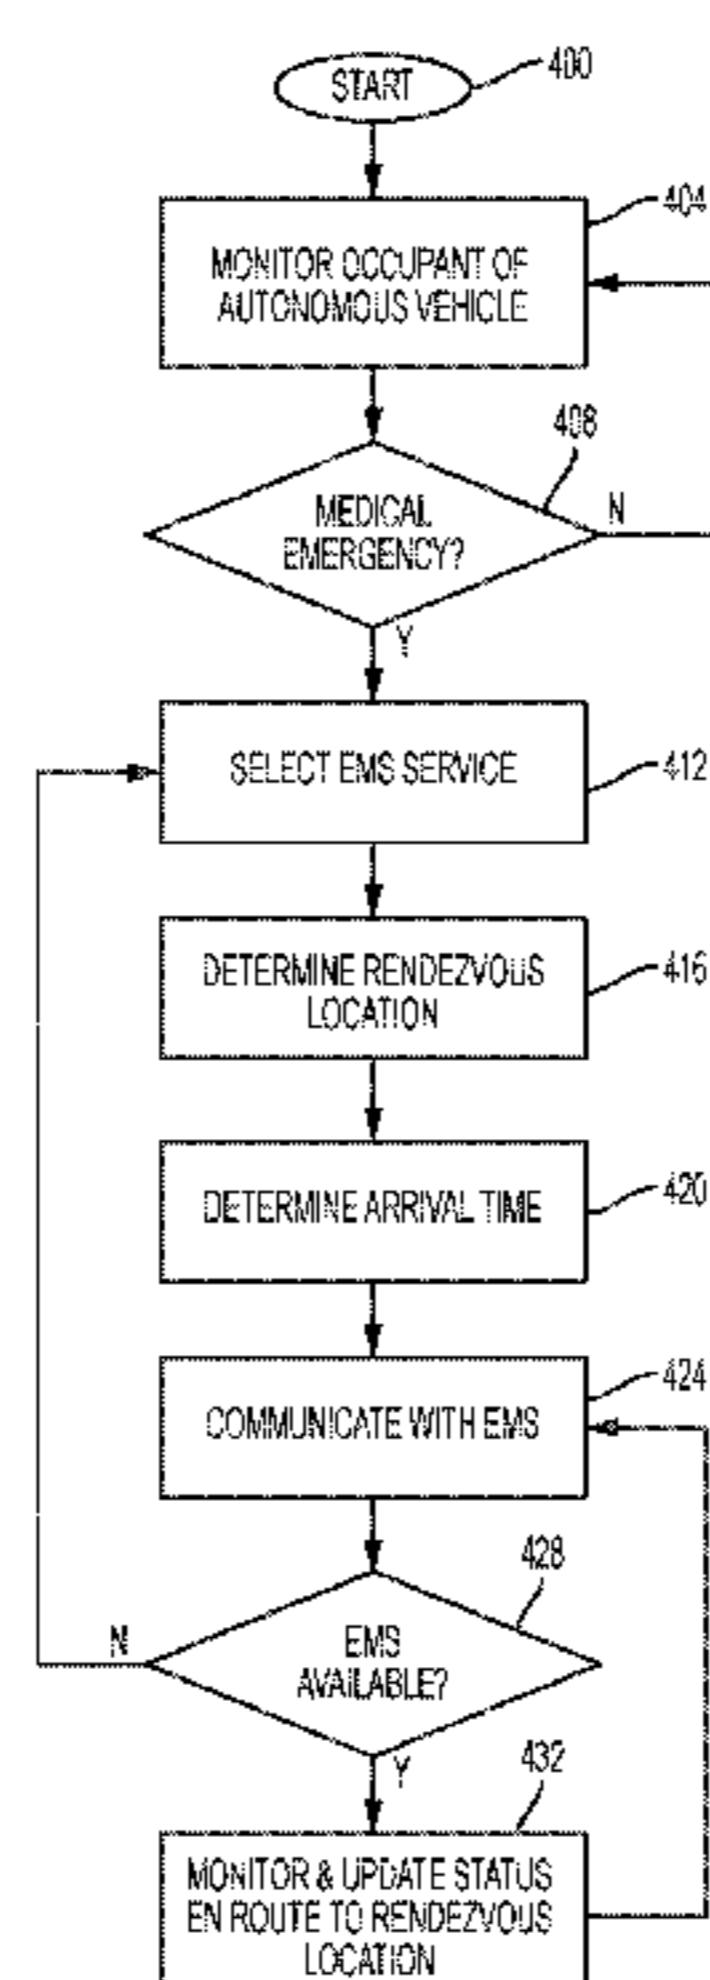 START
400
404
MONITOR OCCUPANT OF
AUTONOMOUS VEHICLE
408
MEDICAL
EMERGENCY?
N
Y
SELECT EMS SERVICE
412
DETERMINE RENDEZVOUS
LOCATION
416
DETERMINE ARRIVAL TIME
420
424
COMMUNICATE WITH EMS
428
N
EMS
AVAILABLE?
Y
432
MONITOR & UPDATE STATUS
EN ROUTE TO RENDEZVOUS
LOCATION